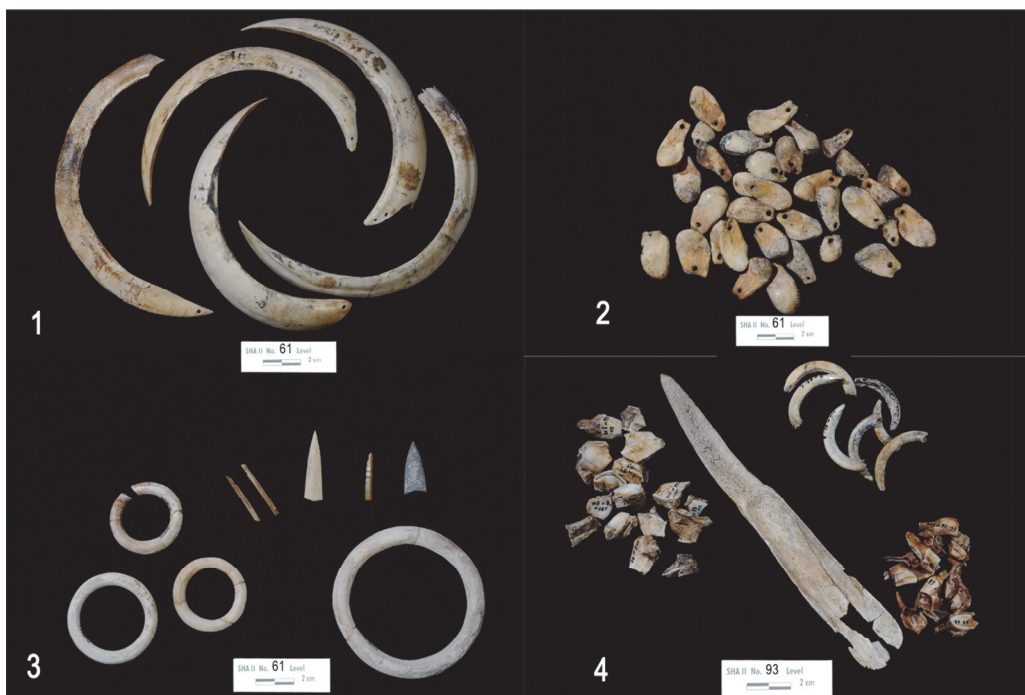 1
SHA II No. 61 Level
2 cm
2
SHA II No. 61 Level
2 cm
3
SHA II No. 61 Level
2 cm
4
SHA II No. 93 Level
2 cm